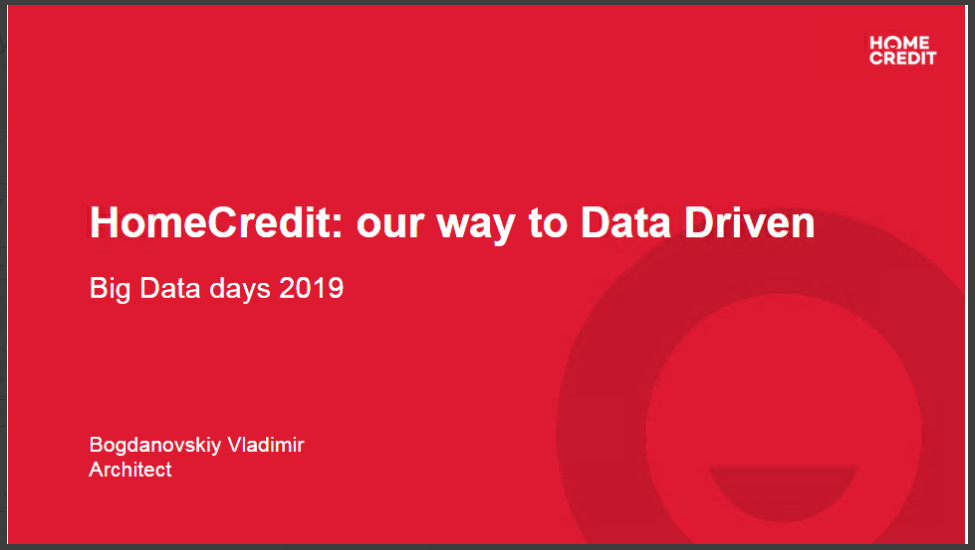 HOME
CREDIT
HomeCredit: our way to Data Driven
Big Data days 2019
Bogdanovskiy Vladimir
Architect